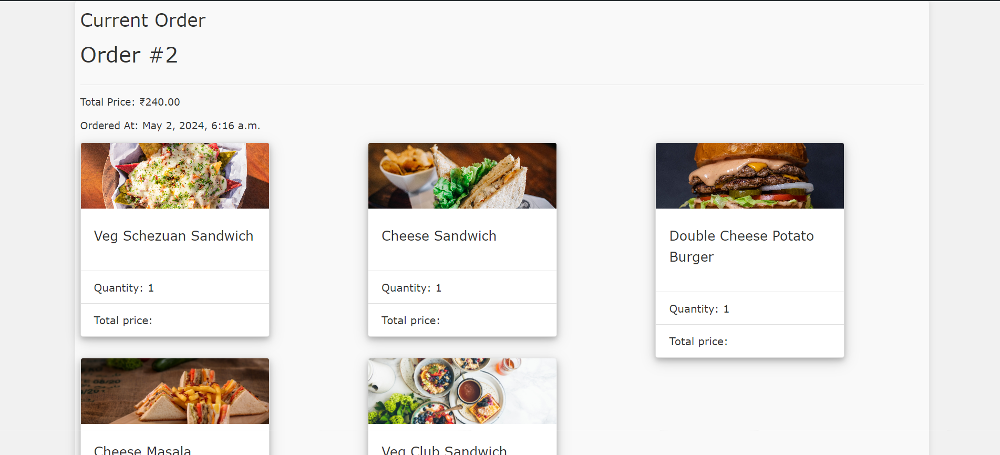 Current Order
Order #2
Total Price: ₹240.00
Ordered At: May 2, 2024, 6:16 a.m.
Veg Schezuan Sandwich
Quantity: 1
Total price:
Cheese Sandwich
Quantity: 1
Total price:
Double Cheese Potato
Burger
Quantity: 1
Total price:
Cheese Masala
Veg Club Sandwich